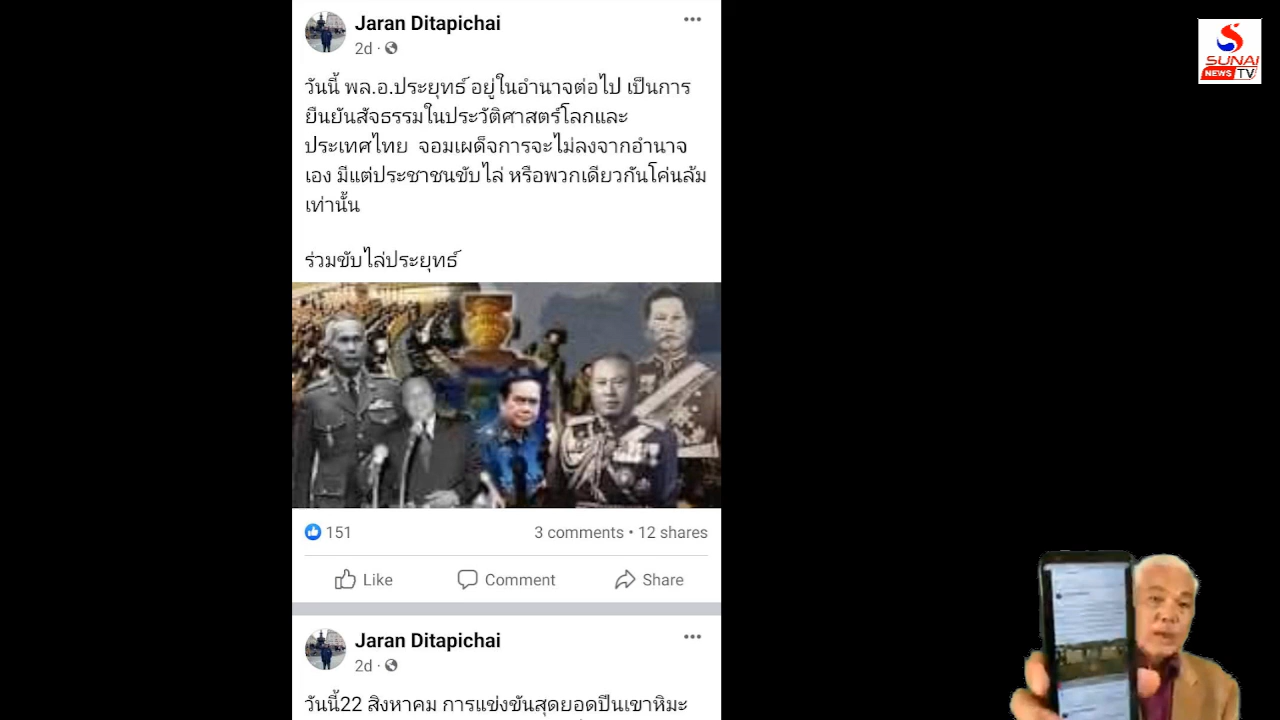 Jaran Ditapichai
2d
วันนี้ พล.อ.ประยุทธ์ อยู่ในอำนาจต่อไป เป็นการ
ยืนยันสัจธรรมในประวัติศาสตร์โลกและ
ประเทศไทย จอมเผด็จการจะไม่ลงจากอำนาจ
เอง มีแต่ประชาชนขับไล่ หรือพวกเดียวกันโค่นล้ม
เท่านั้น
ร่วมขับไล่ประยุทธ์
151
3 comments • 12 shares
Like Comment Share
Jaran Ditapichai
2d
วันนี้22 สิงหาคม การแข่งขันสุดยอดปีนเขาหิมะ
SUNAI
NEWS TV